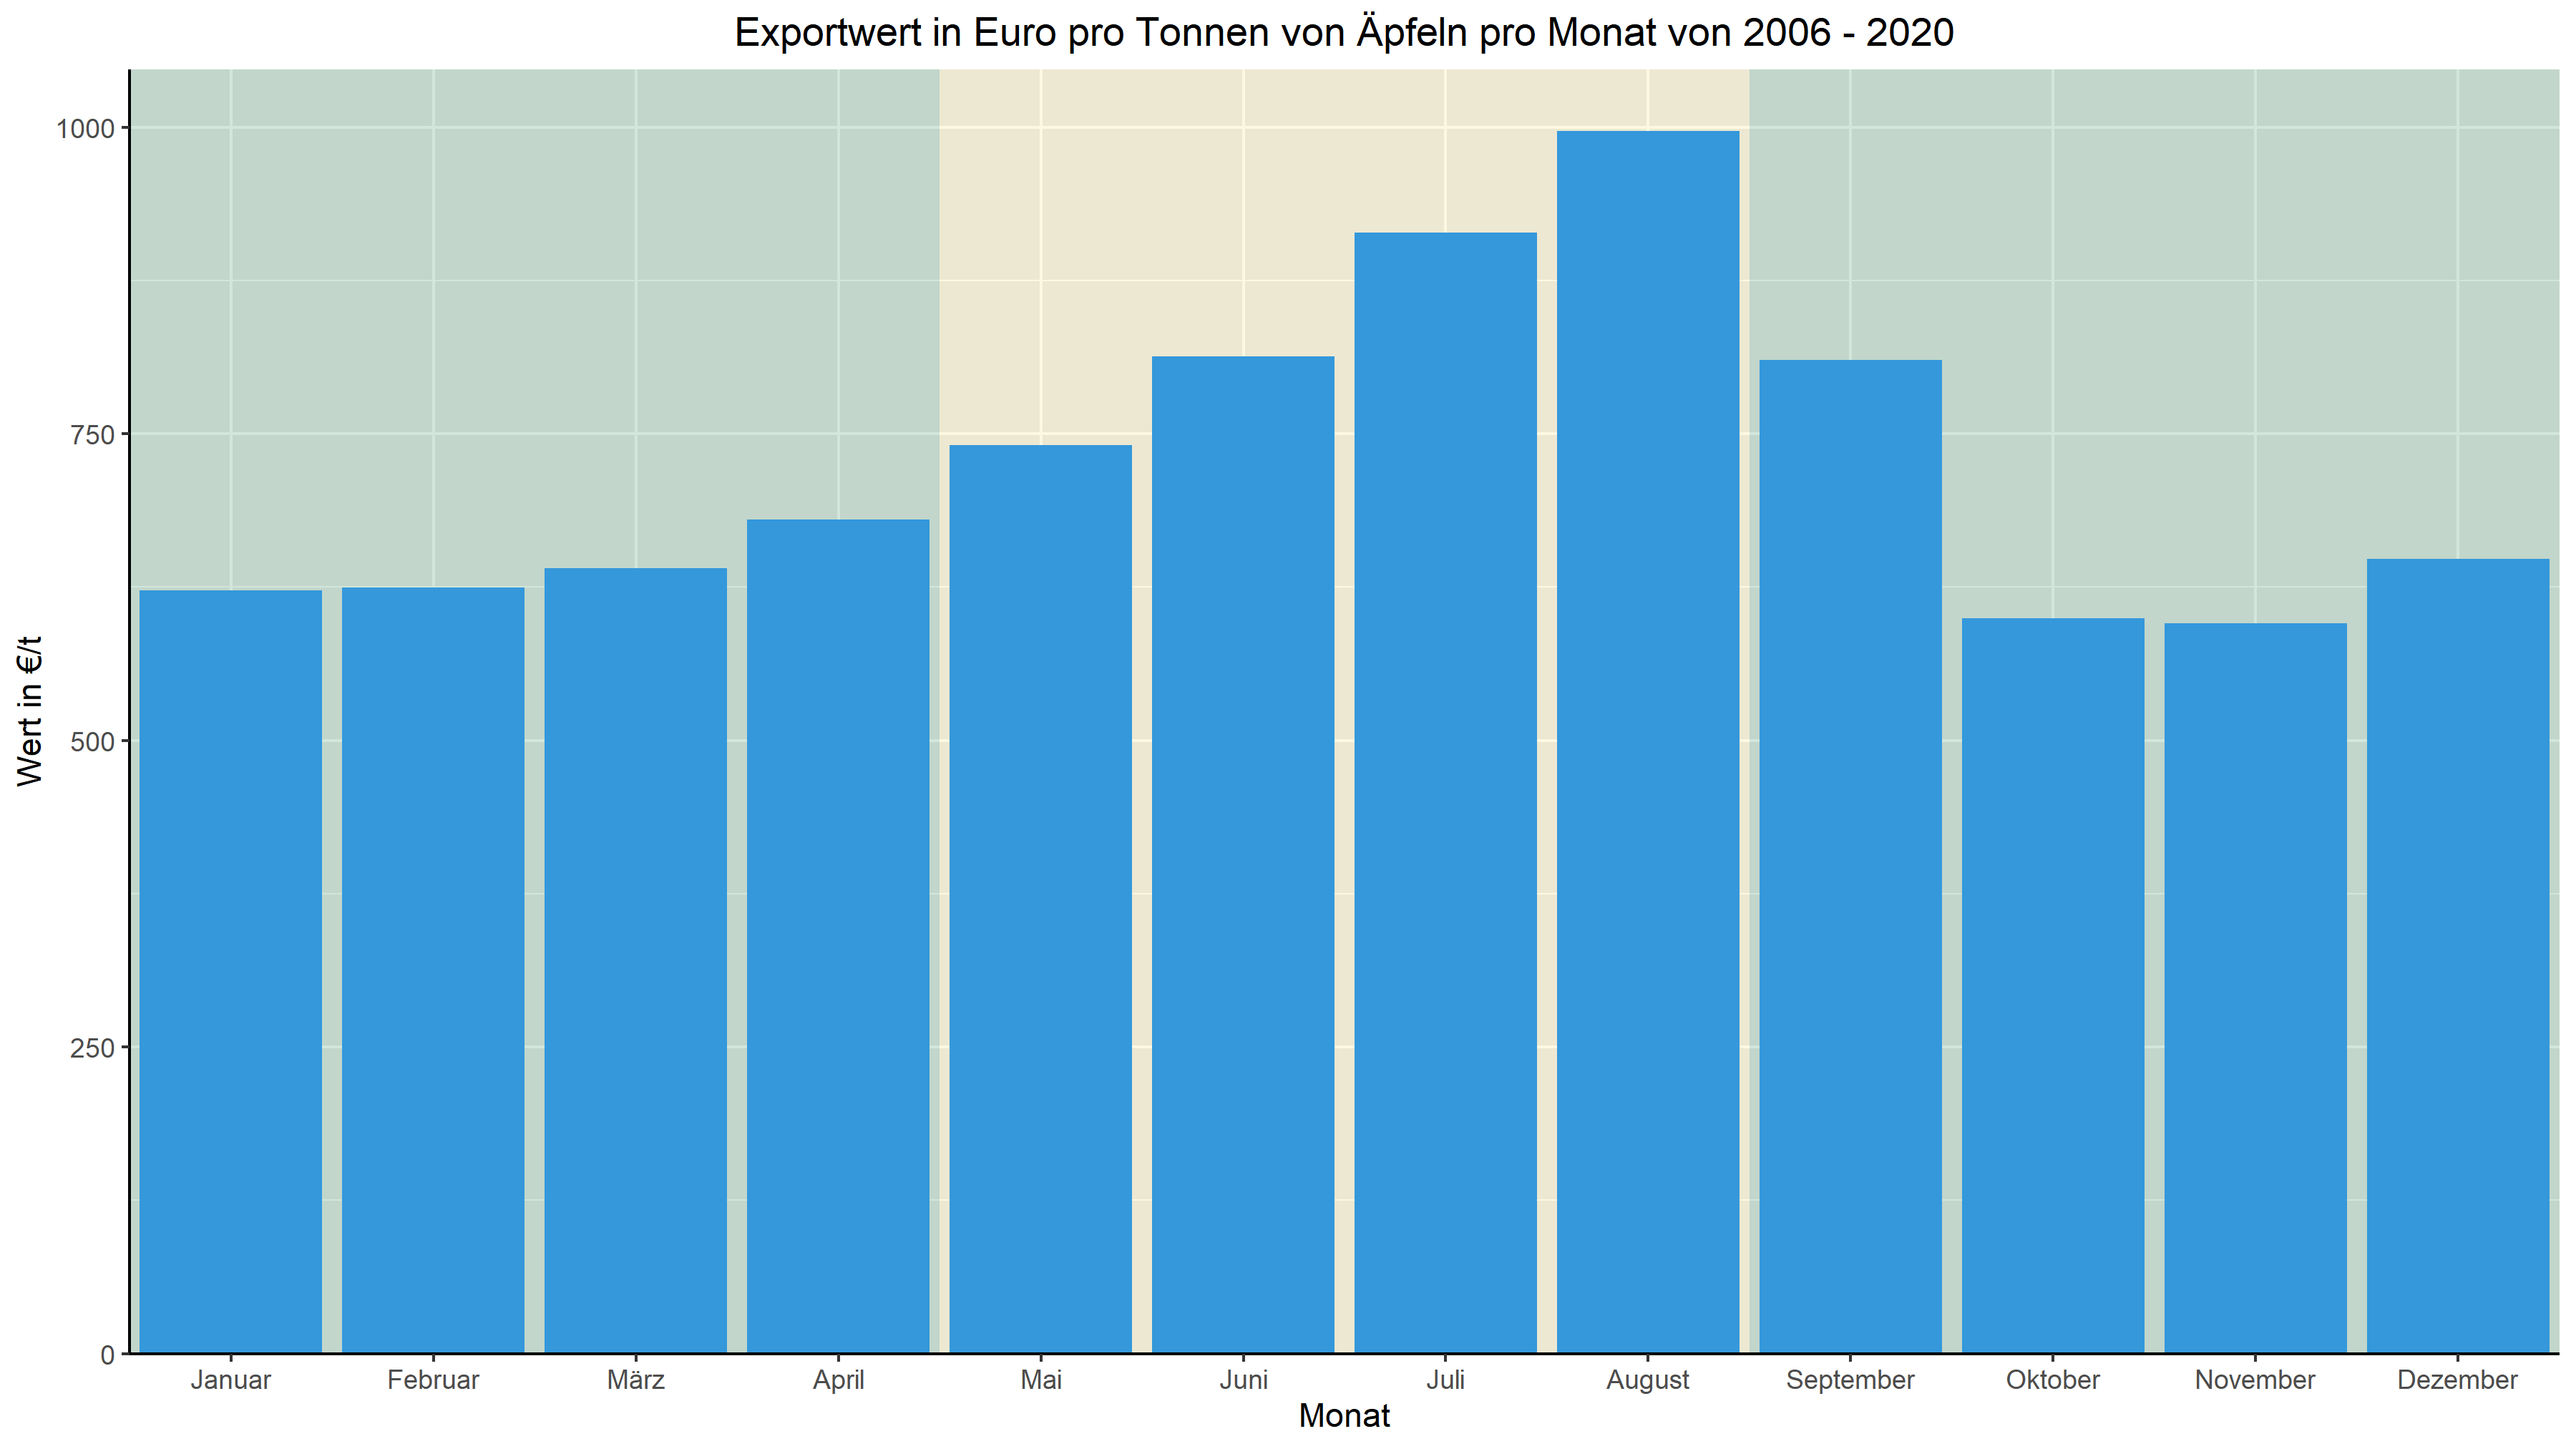 Exportwert in Euro pro Tonnen von Äpfeln pro Monat von 2006 - 2020
Wert in €/t
1000
750
500
250
0
Januar Februar März April Mai Juni Juli August September Oktober November Dezember
Monat